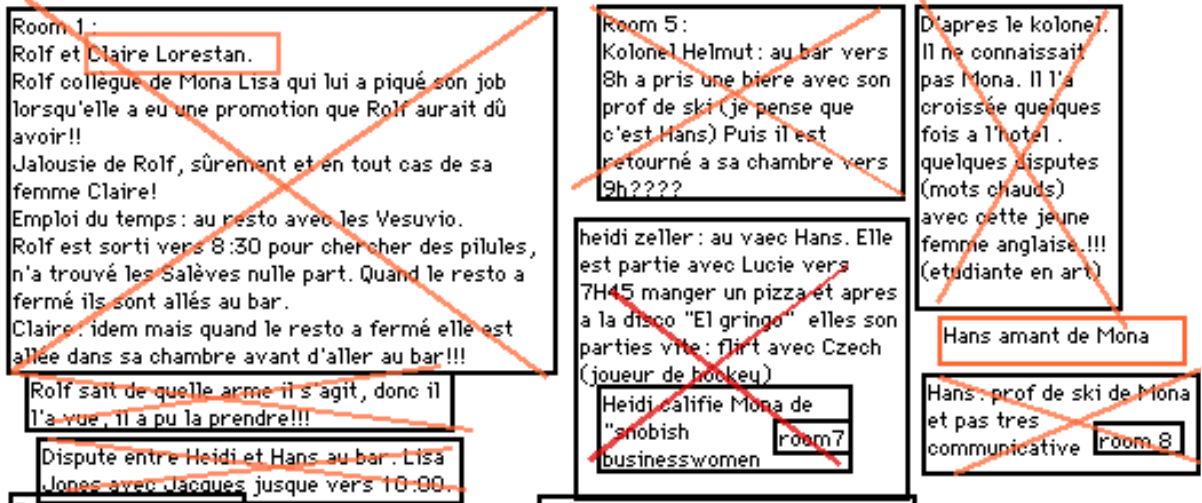 Room 1 :
Rolf et Claire Lorestan.
Rolf collègue de Mona Lisa qui lui a piqué son job
lorsqu'elle a eu une promotion que Rolf aurait dû
avoir!!
Jalousie de Rolf, sûrement et en tout cas de sa
femme Claire!
Emploi du temps : au resto avec les Vesuvio.
Rolf est sorti vers 8:30 pour chercher des pilules,
n'a trouvé les Salèves nulle part. Quand le resto a
fermé ils sont allés au bar.
Claire : idem mais quand le resto a fermé elle est
allée dans sa chambre avant d'aller au bar!!!
Rolf sait de quelle arme il s'agit, donc il
l'a vue, il a pu la prendre!!!
Dispute entre Heidi et Hans au bar. Lisa
Jones avec Jacques jusque vers 10:00.
Room 5 :
Kolonel Helmut : au bar vers
8h a pris une biere avec son
prof de ski (je pense que
c'est Hans) Puis il est
retourné a sa chambre vers
9h????
heidi zeller : au vaec Hans. Elle
est partie avec Lucie vers
7H45 manger un pizza et apres
a la disco "El gringo" elles son
parties vite : flirt avec Czech
(joueur de hockey)
Heidi califie Mona de
"snobish
businesswomen
room7
D'apres le kolonel.
Il ne connaissait
pas Mona. Il l'a
croissée quelques
fois a l'hotel .
quelques disputes
(mots chauds)
avec cette jeune
femme anglaise.!!!
(etudiante en art)
Hans amant de Mona
Hans : prof de ski de Mona
et pas tres
communicative
room 8